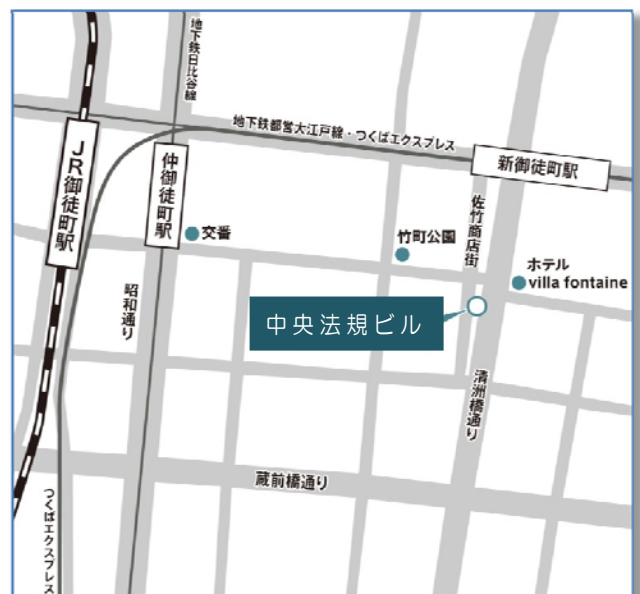 地下鉄日比谷線
地下鉄都営大江戸線・つくばエクスプレス
新御徒町駅
JR御徒町駅
仲御徒町駅
交番
佐竹商店街
竹町公園
ホテル
villa fontaine
昭和通り
中央法規ビル
清洲橋通り
蔵前橋通り
つくばエクスプレス